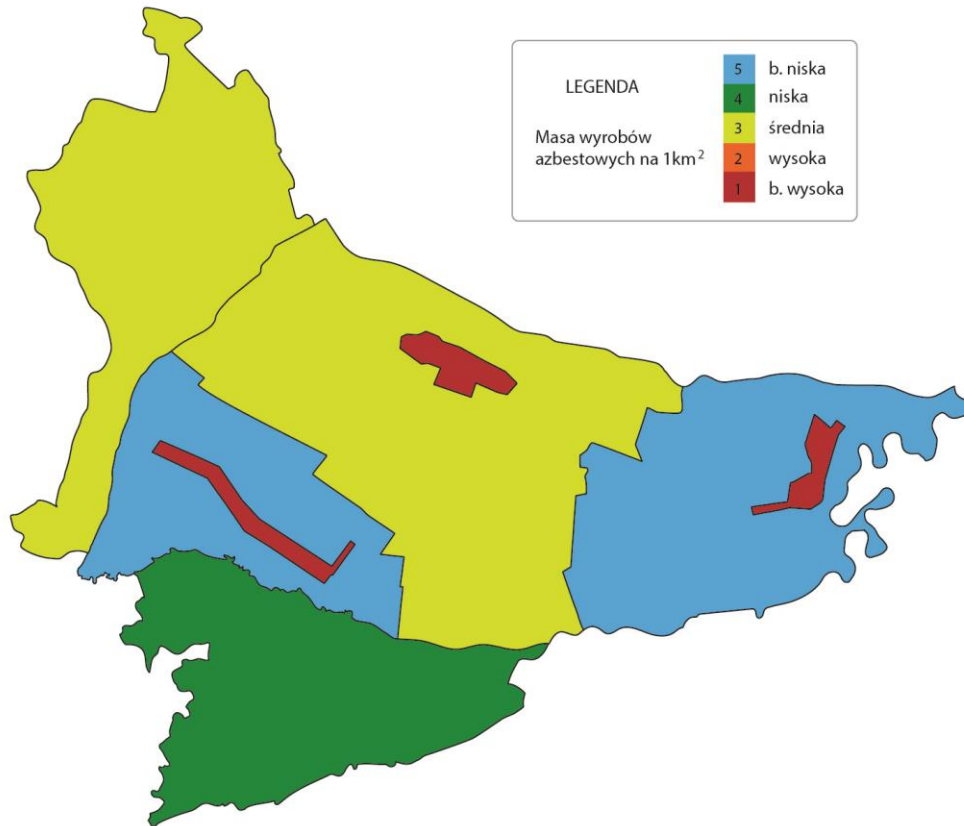 LEGENDA
Masa wyrobów
azbestowych na 1km²
5 b. niska
4 niska
3 średnia
2 wysoka
1 b. wysoka